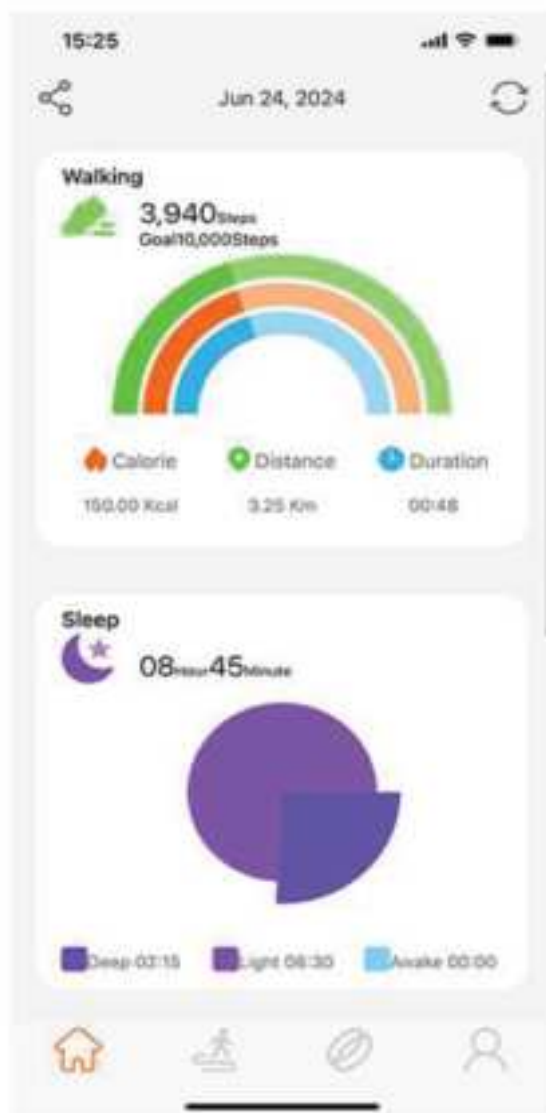 15:25
Jun 24, 2024
Walking
3,940Steps
Goal10,000Steps
Calorie Distance Duration
150.00 Kcal 3.25 Km 00:48
Sleep
08Hour45Minute
Deep 02:15 Light 06:30 Awake 00:00